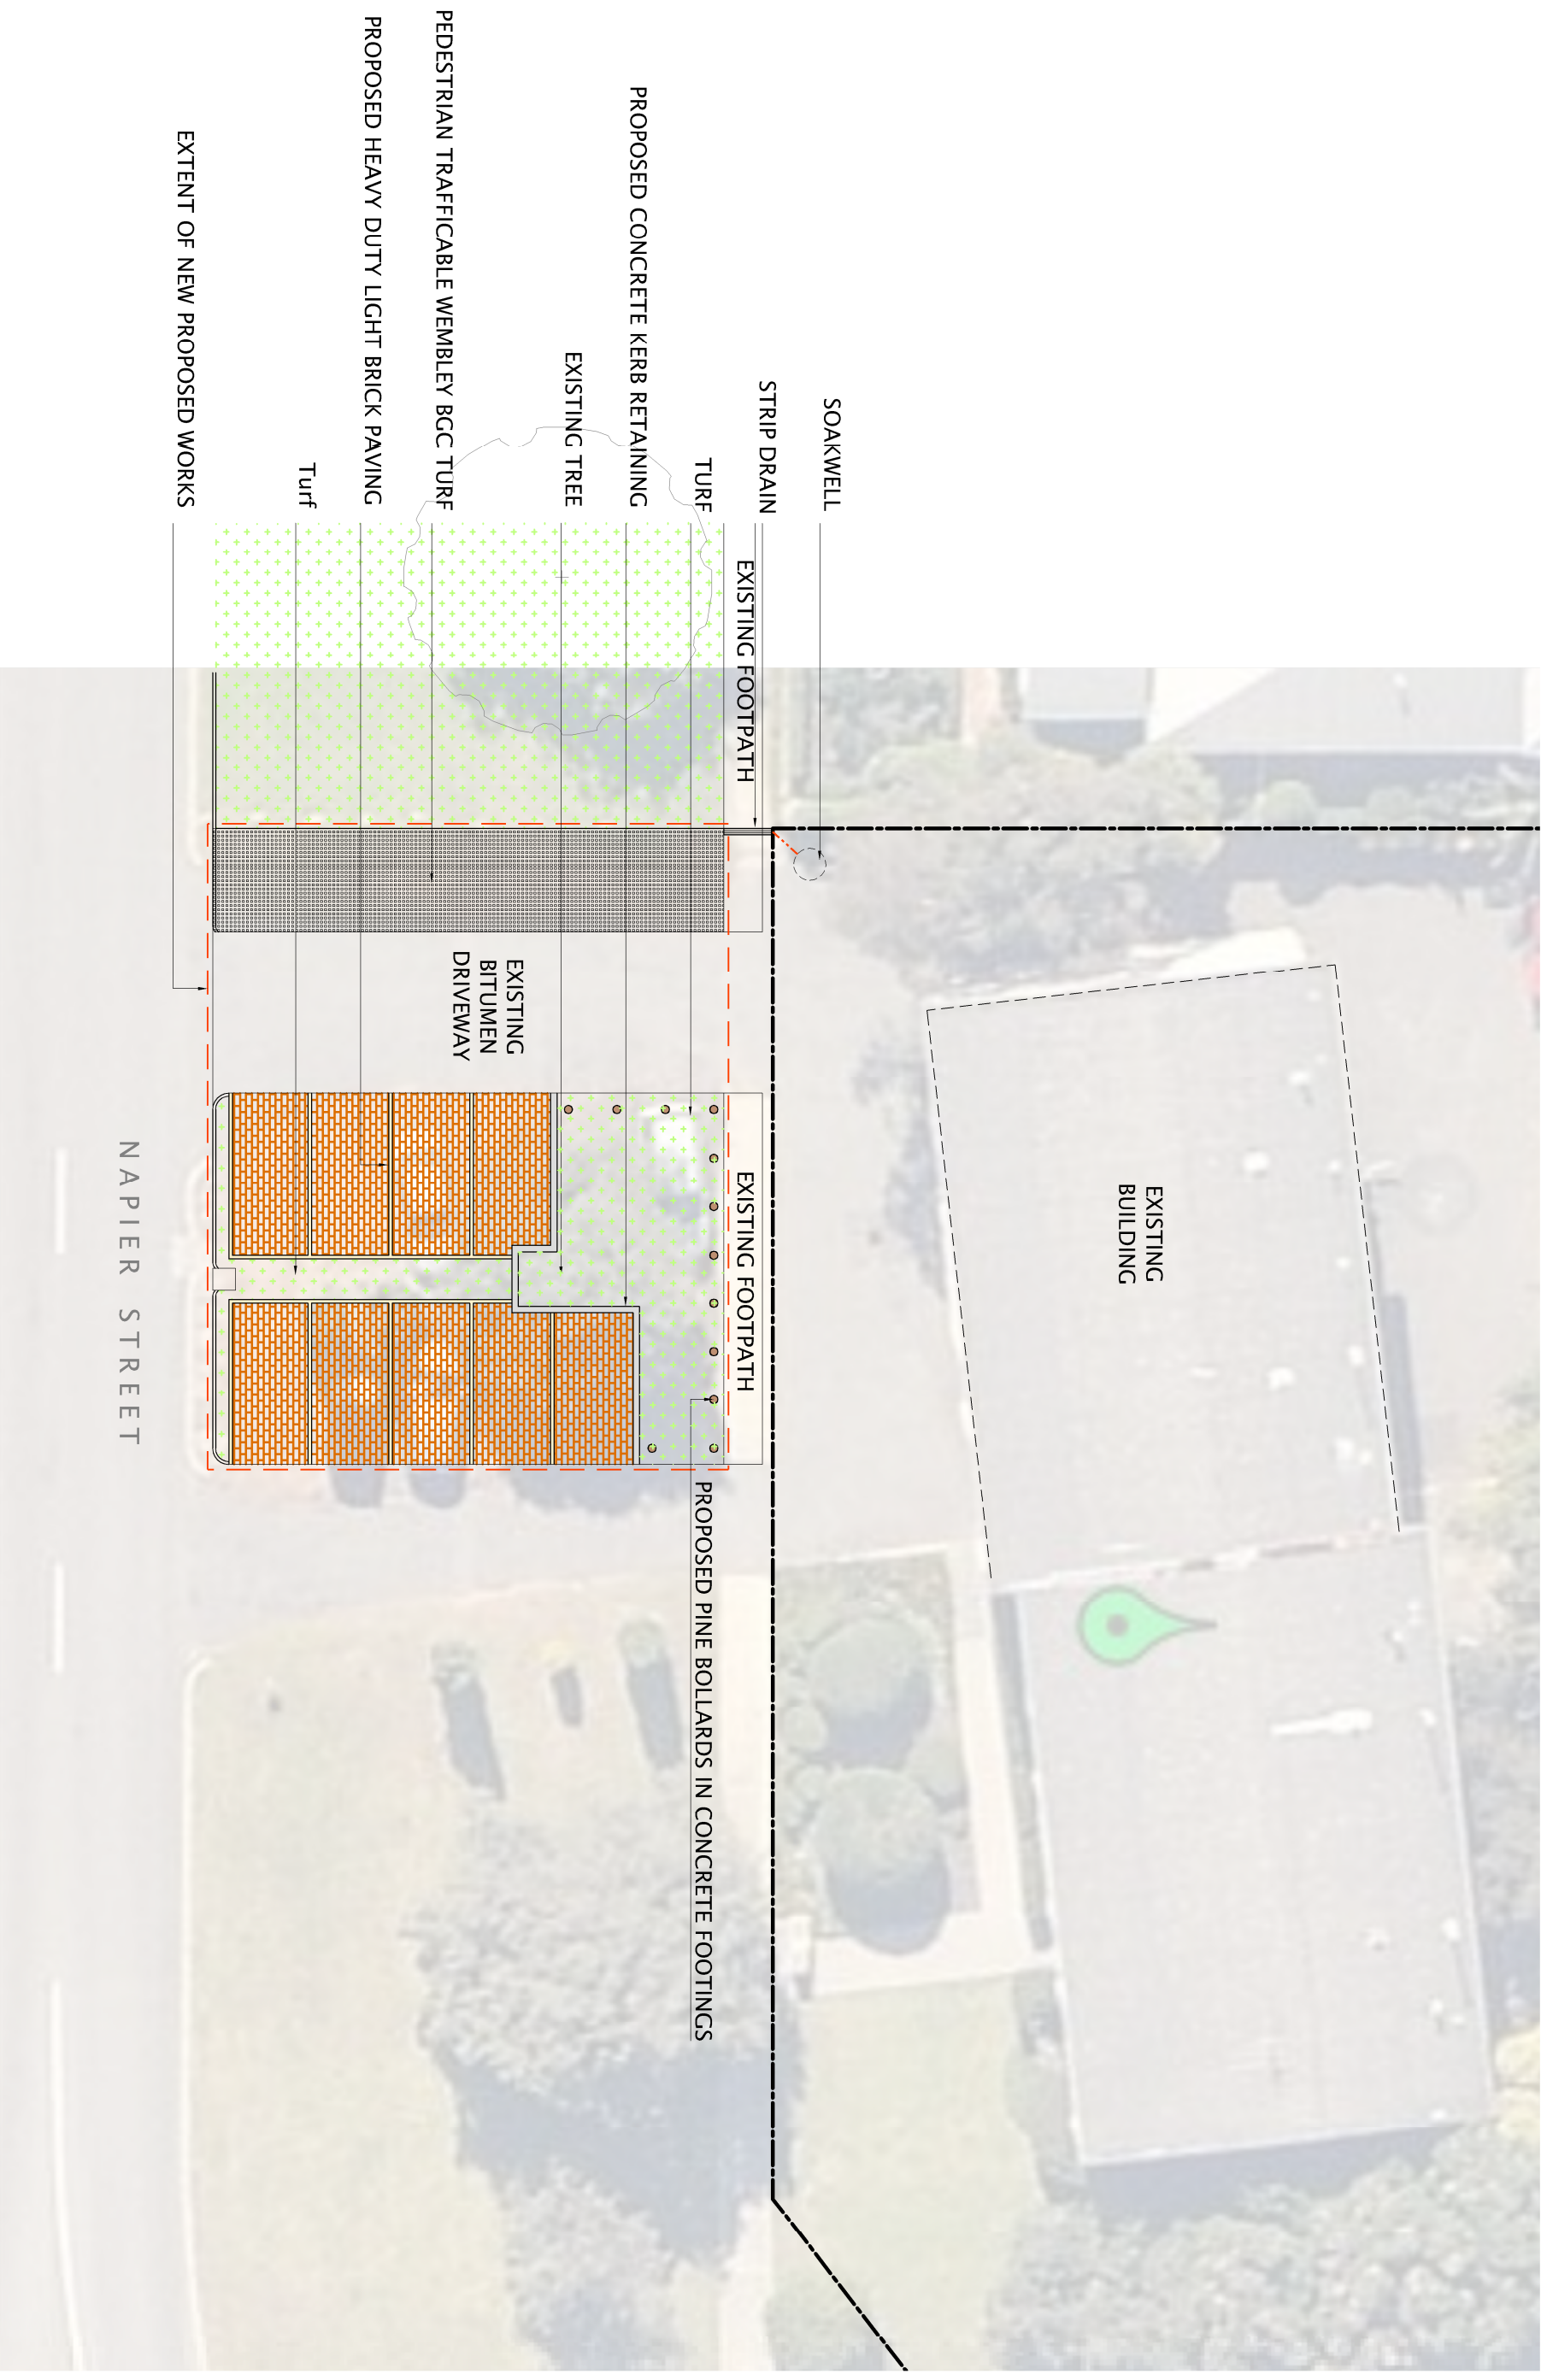 SOAKWELL
STRIP DRAIN
EXISTING FOOTPATH
TURF
PROPOSED CONCRETE KERB RETAINING
EXISTING TREE
PEDESTRIAN TRAFFICABLE WEMBLEY BGC TURF
PROPOSED HEAVY DUTY LIGHT BRICK PAVING
Turf
EXTENT OF NEW PROPOSED WORKS
EXISTING
BITUMEN
DRIVEWAY
EXISTING
BUILDING
EXISTING FOOTPATH
PROPOSED PINE BOLLARDS IN CONCRETE FOOTINGS
NAPIER STREET